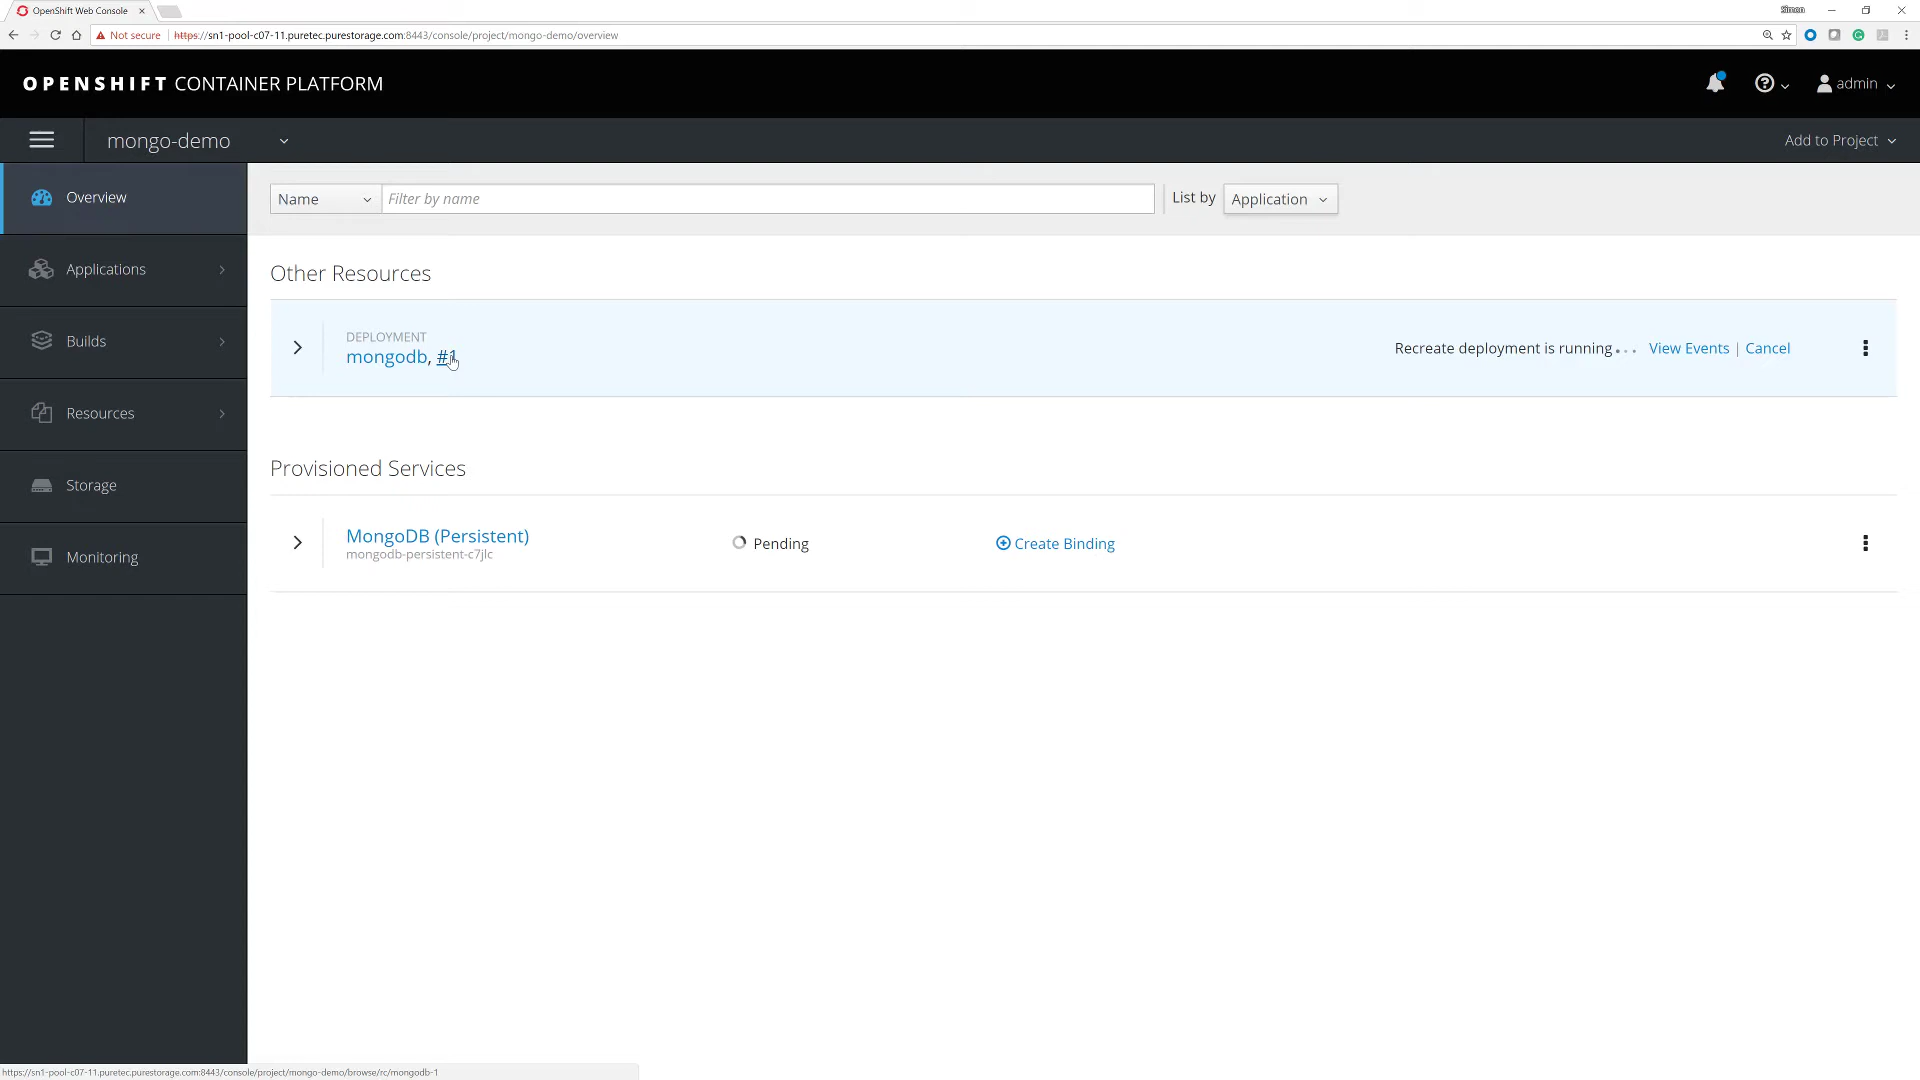 OpenShift Web Console
Simon
Not secure https://sn1-pool-c07-11.puretec.purestorage.com:8443/console/project/mongo-demo/overview
OPENSHIFT CONTAINER PLATFORM
admin
mongo-demo
Add to Project
Overview
Name
Filter by name
List by
Application
Applications
Other Resources
DEPLOYMENT
mongodb, #1
Recreate deployment is running
View Events | Cancel
Builds
Resources
Provisioned Services
Storage
MongoDB (Persistent)
mongodb-persistent-c7jlc
Pending
Create Binding
Monitoring
https://sn1-pool-c07-11.puretec.purestorage.com:8443/console/project/mongo-demo/browse/rc/mongodb-1